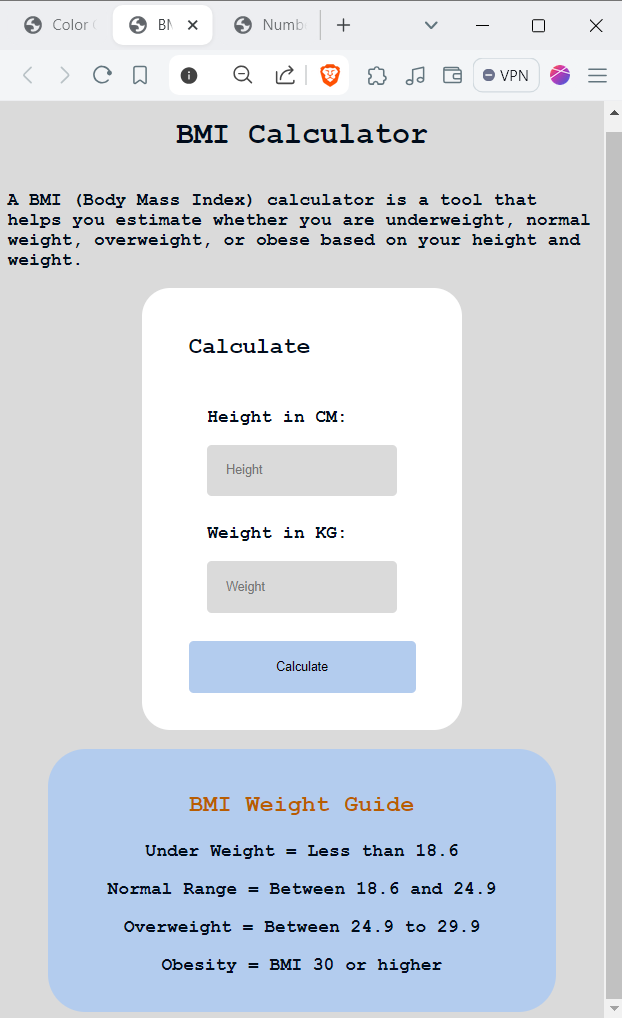 Color
BM
Numb
VPN
BMI Calculator
A BMI (Body Mass Index) calculator is a tool that
helps you estimate whether you are underweight, normal
weight, overweight, or obese based on your height and
weight.
Calculate
Height in CM:
Height
Weight in KG:
Weight
Calculate
BMI Weight Guide
Under Weight = Less than 18.6
Normal Range = Between 18.6 and 24.9
Overweight = Between 24.9 to 29.9
Obesity = BMI 30 or higher